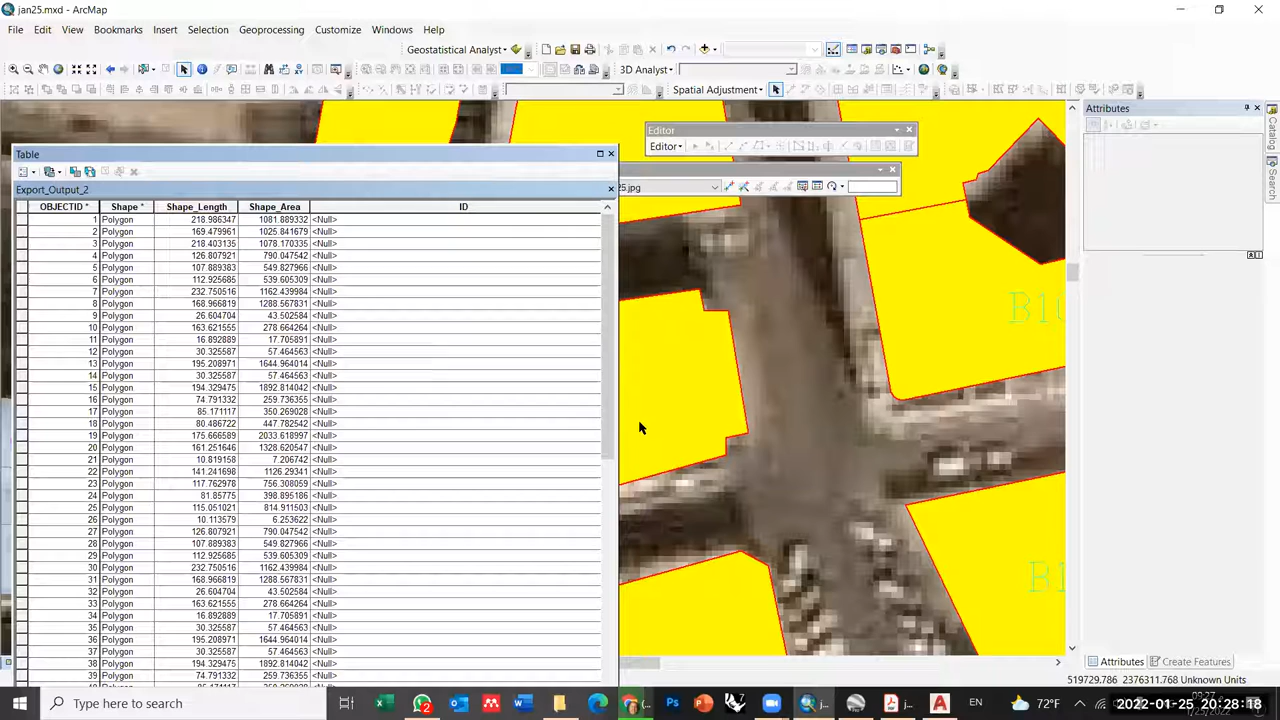 jan25.mxd - ArcMap
File Edit View Bookmarks Insert Selection Geoprocessing Customize Windows Help
Geostatistical Analyst
3D Analyst
Spatial Adjustment
Attributes
Editor
Editor
25.jpg
Catalog
Search
Table
Export_Output_2
OBJECTID * Shape * Shape_Length Shape_Area ID
1 Polygon 218.986347 1081.889332 <Null>
2 Polygon 169.479961 1025.841679 <Null>
3 Polygon 218.403135 1078.170335 <Null>
4 Polygon 126.807921 790.047542 <Null>
5 Polygon 107.889383 549.827966 <Null>
6 Polygon 112.925685 539.605309 <Null>
7 Polygon 232.750516 1162.439984 <Null>
8 Polygon 168.966819 1288.567831 <Null>
9 Polygon 26.604704 43.502584 <Null>
10 Polygon 163.621555 278.664264 <Null>
11 Polygon 16.892889 17.705891 <Null>
12 Polygon 30.325587 57.464563 <Null>
13 Polygon 195.208971 1644.964014 <Null>
14 Polygon 30.325587 57.464563 <Null>
15 Polygon 194.329475 1892.814042 <Null>
16 Polygon 74.791332 259.736355 <Null>
17 Polygon 85.171117 350.269028 <Null>
18 Polygon 80.486722 447.782542 <Null>
19 Polygon 175.666589 2033.618997 <Null>
20 Polygon 161.251646 1328.620547 <Null>
21 Polygon 10.819158 7.206742 <Null>
22 Polygon 141.241698 1126.29341 <Null>
23 Polygon 117.762978 756.308959 <Null>
24 Polygon 81.85775 398.896186 <Null>
25 Polygon 115.051021 814.911503 <Null>
26 Polygon 10.113579 6.253622 <Null>
27 Polygon 126.807921 790.047542 <Null>
28 Polygon 107.889383 549.827966 <Null>
29 Polygon 112.925685 539.605309 <Null>
30 Polygon 232.750516 1162.439984 <Null>
31 Polygon 168.966819 1288.567831 <Null>
32 Polygon 26.604704 43.502584 <Null>
33 Polygon 163.621555 278.664264 <Null>
34 Polygon 16.892889 17.705891 <Null>
35 Polygon 30.325587 57.464563 <Null>
36 Polygon 195.208971 1644.964014 <Null>
37 Polygon 30.325587 57.464563 <Null>
38 Polygon 194.329475 1892.814042 <Null>
39 Polygon 74.791332 259.736355 <Null>
Attributes Create Features
519729.786 2376311.768 Unknown Units
Type here to search
72°F
EN
2022-01-25 20:28:18